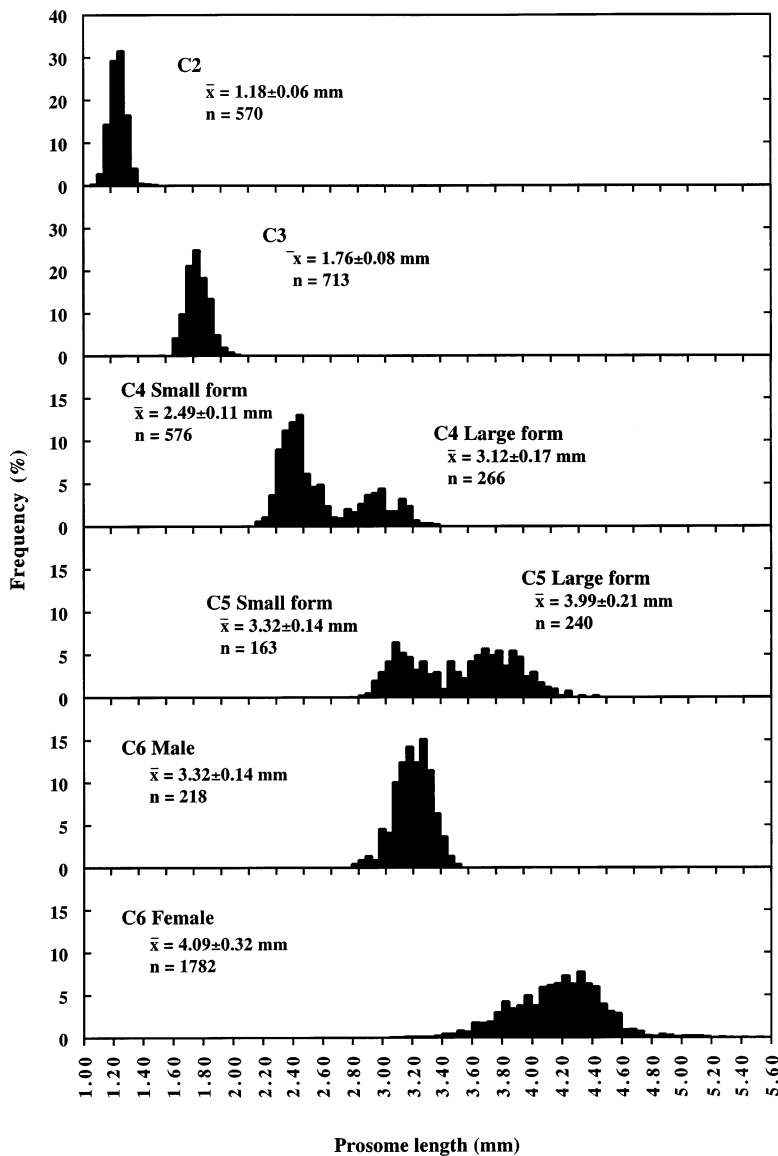 Frequency (%)
40
30
20
10
0
C2
x̄ = 1.18±0.06 mm
n = 570
30
20
10
0
C3
¯x = 1.76±0.08 mm
n = 713
15
10
5
0
C4 Small form
x̄ = 2.49±0.11 mm
n = 576
C4 Large form
x̄ = 3.12±0.17 mm
n = 266
15
10
5
0
C5 Small form
x̄ = 3.32±0.14 mm
n = 163
C5 Large form
x̄ = 3.99±0.21 mm
n = 240
15
10
5
0
C6 Male
x̄ = 3.32±0.14 mm
n = 218
15
10
5
0
C6 Female
x̄ = 4.09±0.32 mm
n = 1782
1.00
1.20
1.40
1.60
1.80
2.00
2.20
2.40
2.60
2.80
3.00
3.20
3.40
3.60
3.80
4.00
4.20
4.40
4.60
4.80
5.00
5.20
5.40
5.60
Prosome length (mm)